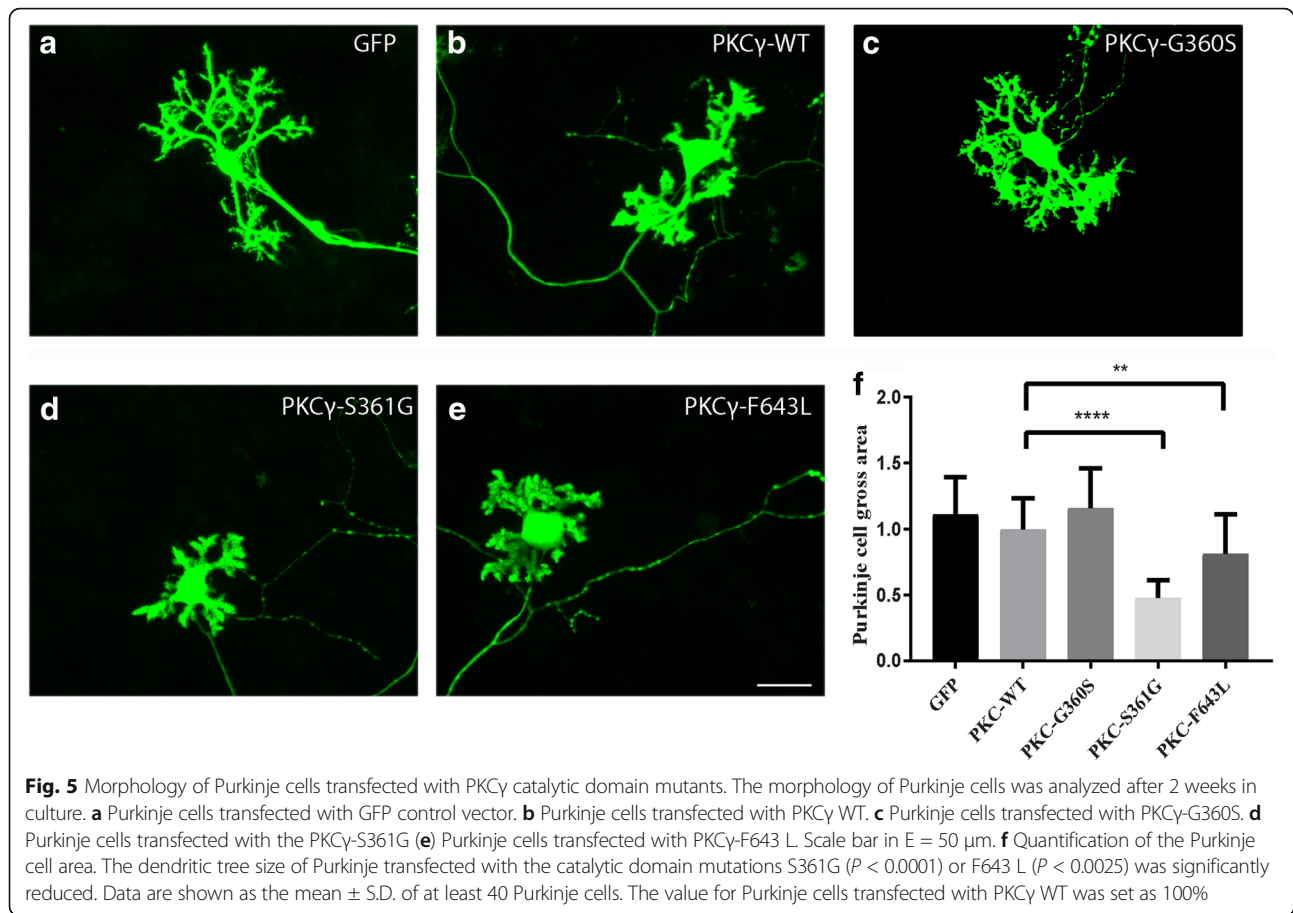 a GFP
b PKCγ-WT
c PKCγ-G360S
d PKCγ-S361G
e PKCγ-F643L
f
**
****
Purkinje cell gross area
2.0
1.5
1.0
0.5
0.0
GFP
PKC-WT
PKC-G360S
PKC-S361G
PKC-F643L
Fig. 5 Morphology of Purkinje cells transfected with PKCγ catalytic domain mutants. The morphology of Purkinje cells was analyzed after 2 weeks in
culture. a Purkinje cells transfected with GFP control vector. b Purkinje cells transfected with PKCγ WT. c Purkinje cells transfected with PKCγ-G360S. d
Purkinje cells transfected with the PKCγ-S361G (e) Purkinje cells transfected with PKCγ-F643 L. Scale bar in E = 50 μm. f Quantification of the Purkinje
cell area. The dendritic tree size of Purkinje transfected with the catalytic domain mutations S361G (P < 0.0001) or F643 L (P < 0.0025) was significantly
reduced. Data are shown as the mean ± S.D. of at least 40 Purkinje cells. The value for Purkinje cells transfected with PKCγ WT was set as 100%